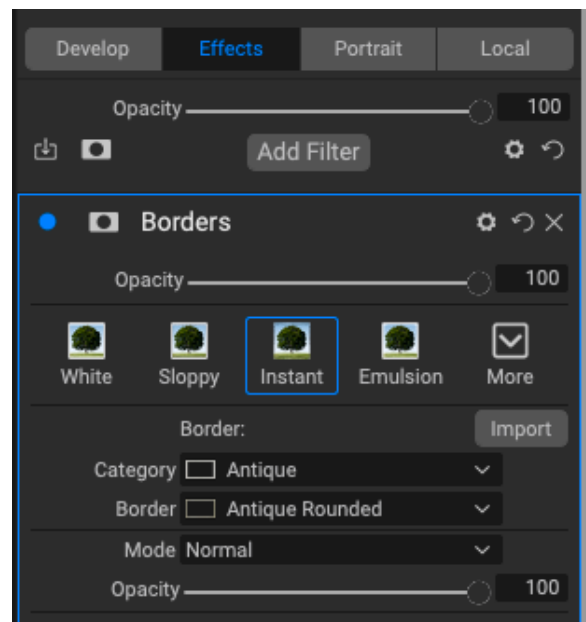 Develop Effects Portrait Local
Opacity 100
Add Filter
Borders
Opacity 100
White Sloppy Instant Emulsion More
Border: Import
Category Antique
Border Antique Rounded
Mode Normal
Opacity 100